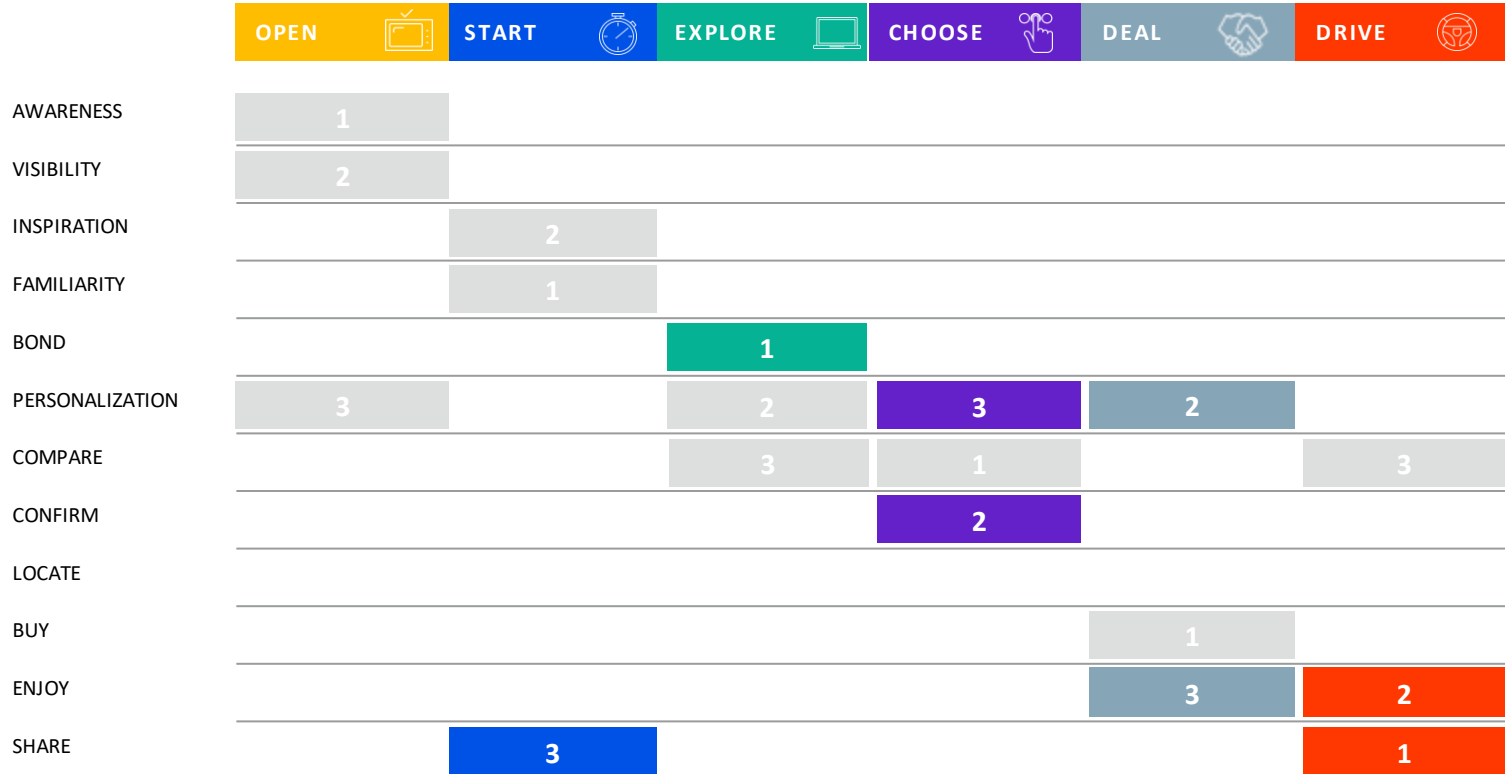 OPEN START EXPLORE CHOOSE DEAL DRIVE
AWARENESS 1
VISIBILITY 2
INSPIRATION 2
FAMILIARITY 1
BOND 1
PERSONALIZATION 3 2 3 2
COMPARE 3 1 3
CONFIRM 2
LOCATE
BUY 1
ENJOY 3 2
SHARE 3 1